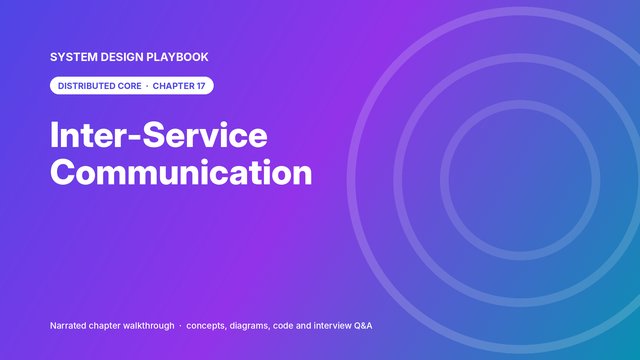 SYSTEM DESIGN PLAYBOOK
DISTRIBUTED CORE · CHAPTER 17
Inter-Service
Communication
Narrated chapter walkthrough · concepts, diagrams, code and interview Q&A